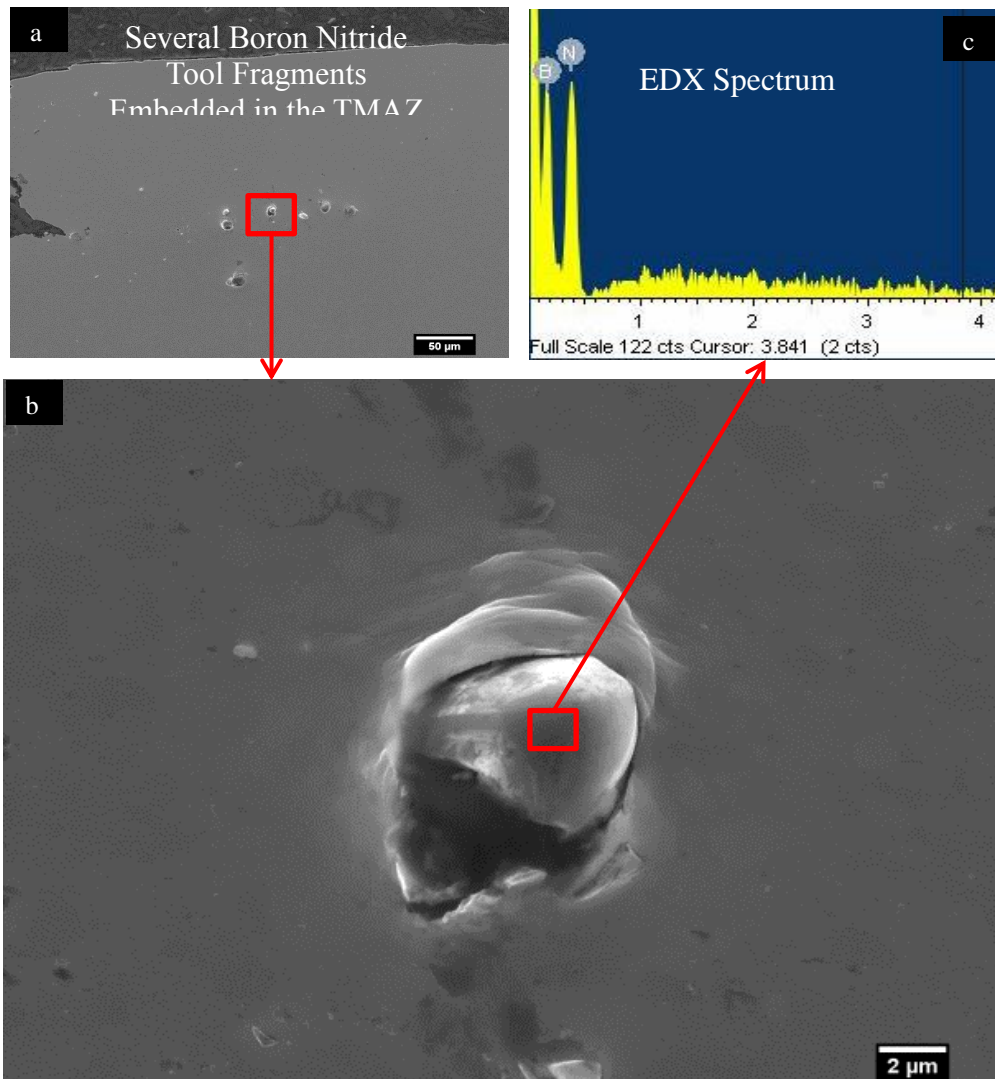 a
Several Boron Nitride
Tool Fragments
Embedded in the TMAZ
50 µm
c
B
N
EDX Spectrum
1 2 3 4
Full Scale 122 cts Cursor: 3.841 (2 cts)
b
2 µm